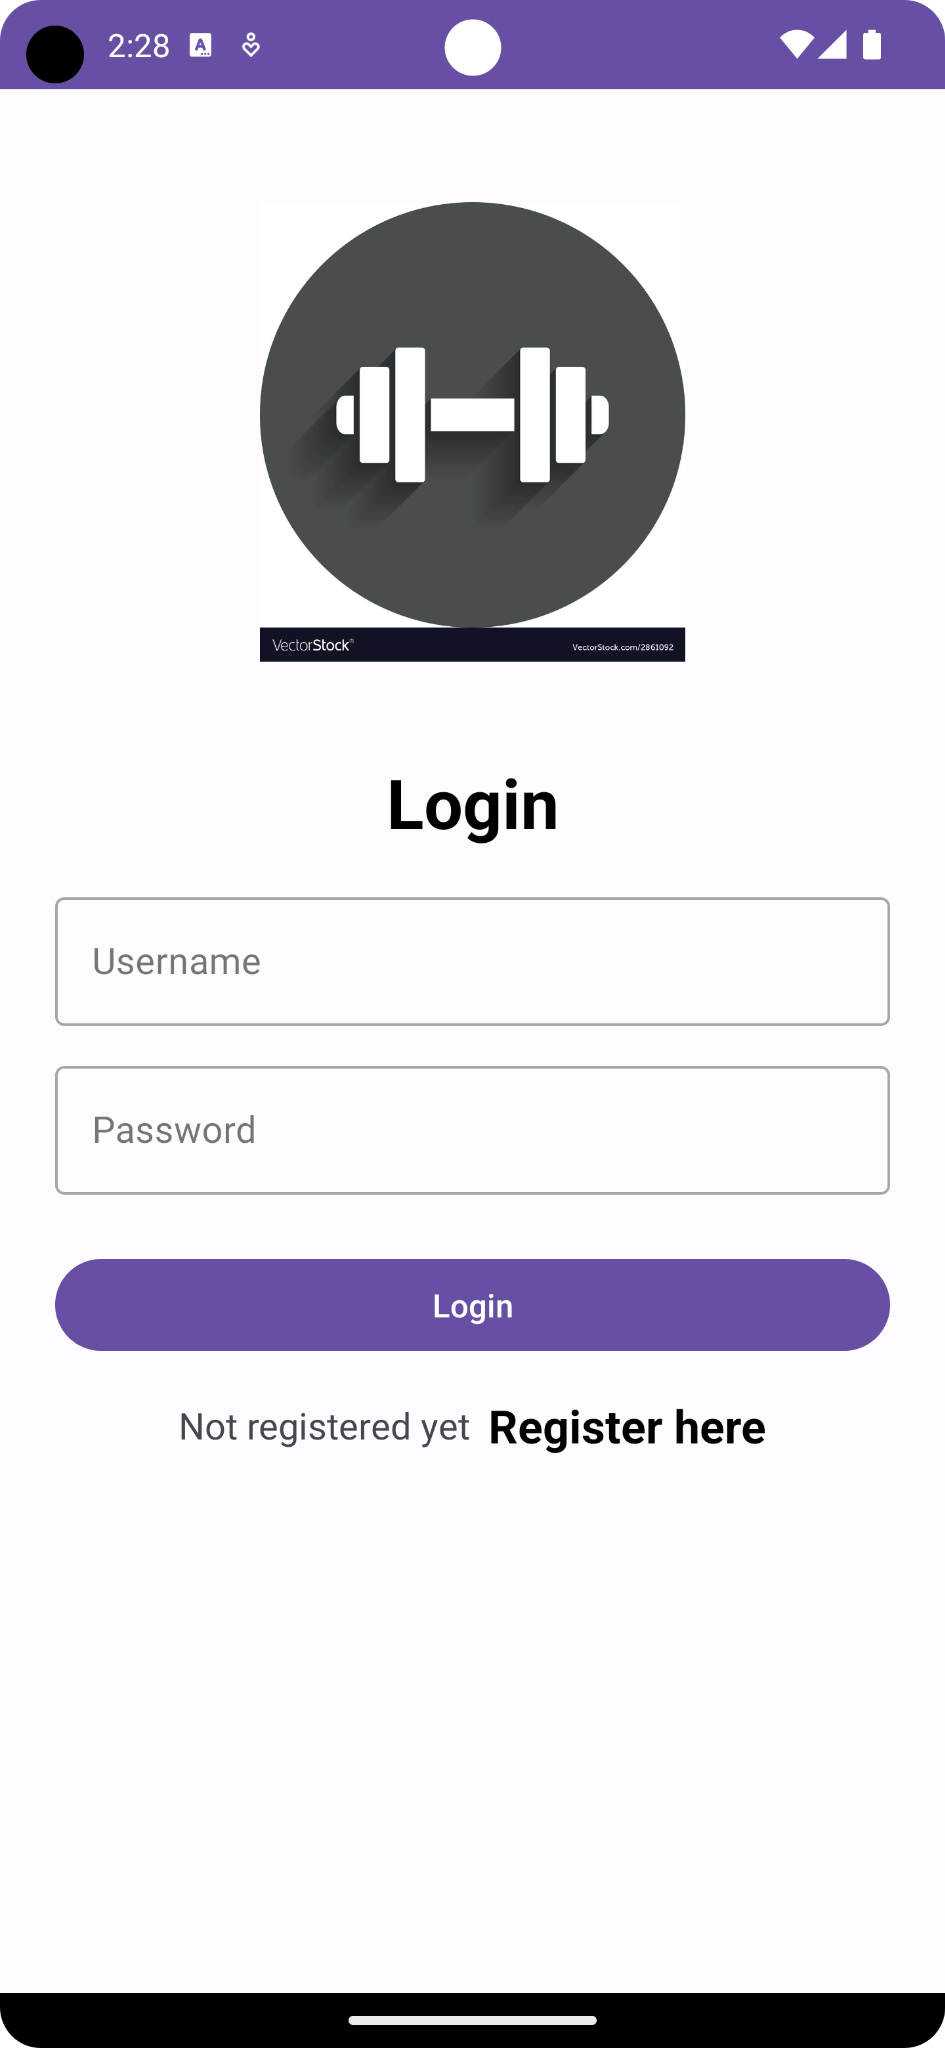 2:28
VectorStock®
VectorStock.com/2861092
Login
Username
Password
Login
Not registered yet Register here